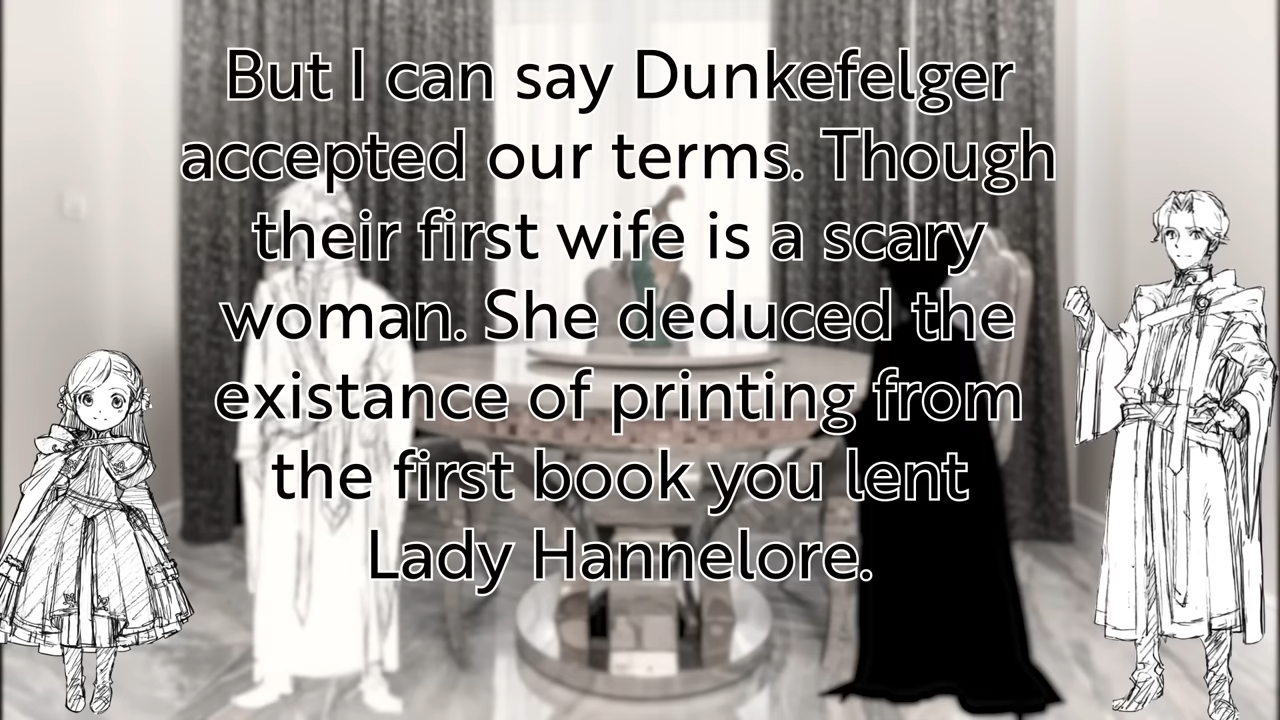 But I can say Dunkefelger
accepted our terms. Though
their first wife is a scary
woman. She deduced the
existance of printing from
the first book you lent
Lady Hannelore.